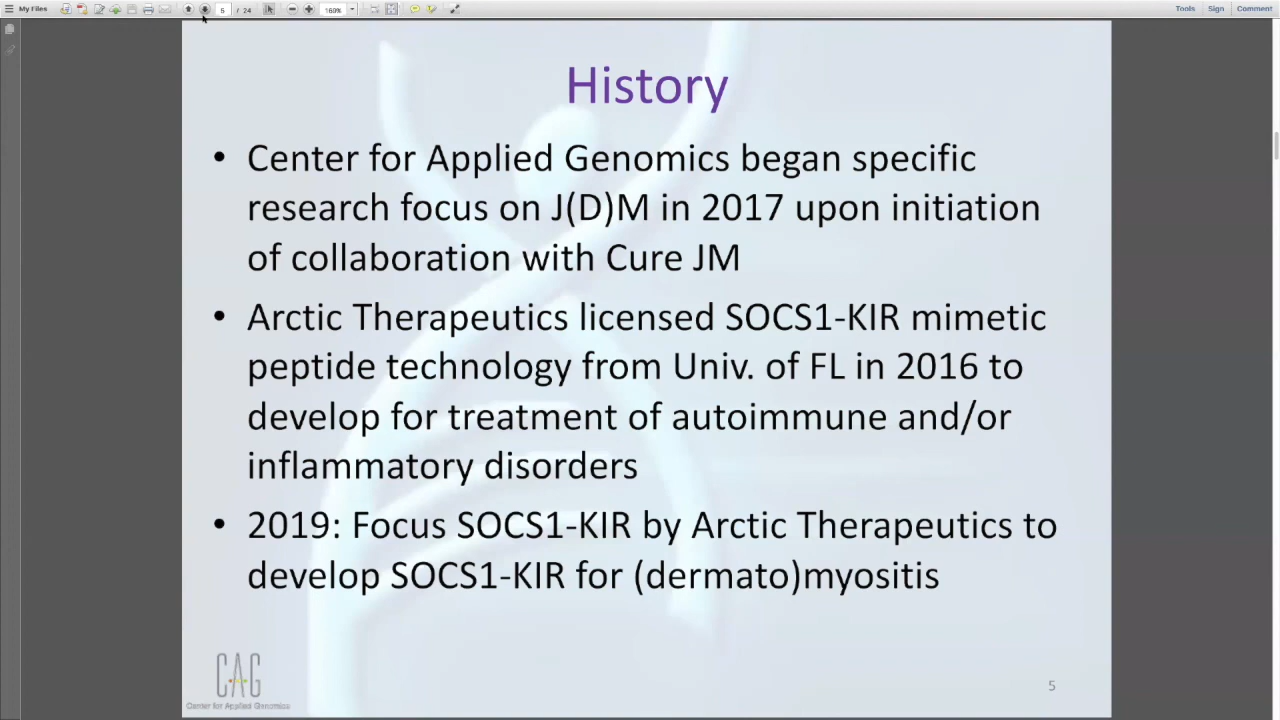 My Files 5 / 24 169% Tools Sign Comment
History
• Center for Applied Genomics began specific
research focus on J(D)M in 2017 upon initiation
of collaboration with Cure JM
• Arctic Therapeutics licensed SOCS1-KIR mimetic
peptide technology from Univ. of FL in 2016 to
develop for treatment of autoimmune and/or
inflammatory disorders
• 2019: Focus SOCS1-KIR by Arctic Therapeutics to
develop SOCS1-KIR for (dermato)myositis
CAG
Center for Applied Genomics
5